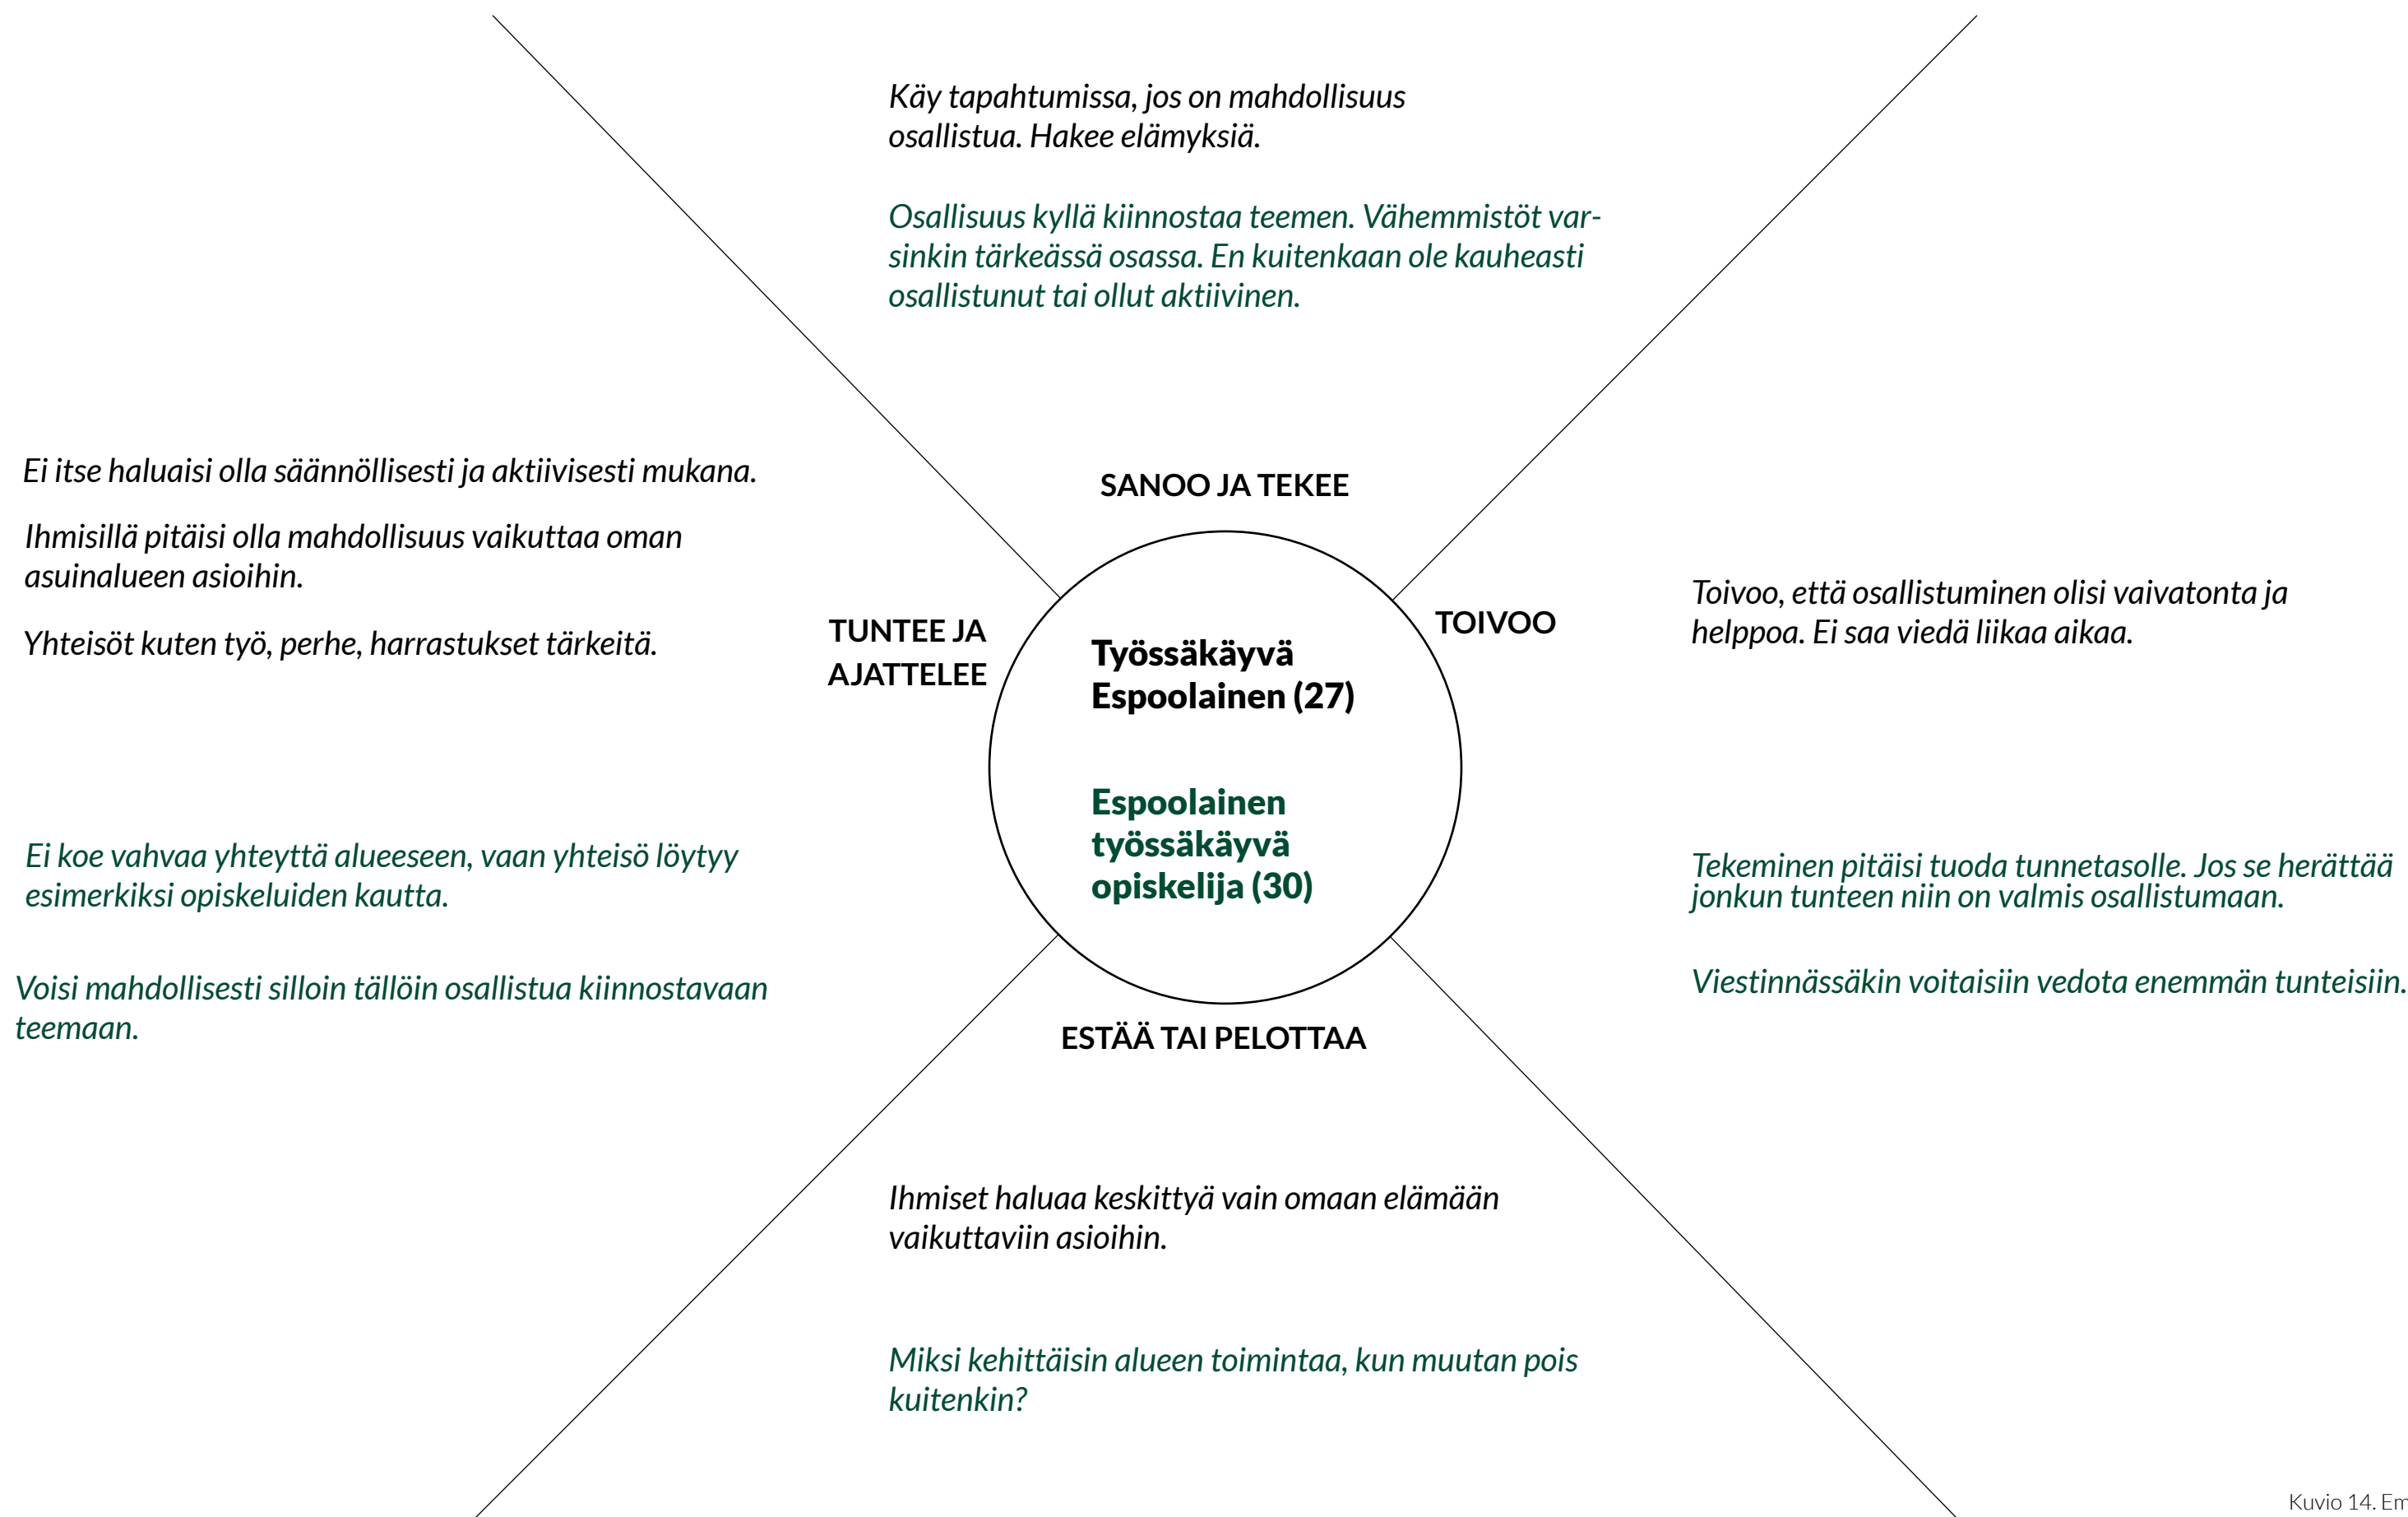 Käy tapahtumissa, jos on mahdollisuus
osallistua. Hakee elämyksiä.
Osallisuus kyllä kiinnostaa teemen. Vähemmistöt var-
sinkin tärkeässä osassa. En kuitenkaan ole kauheasti
osallistunut tai ollut aktiivinen.
SANOO JA TEKEE
Ei itse haluaisi olla säännöllisesti ja aktiivisesti mukana.
Ihmisillä pitäisi olla mahdollisuus vaikuttaa oman
asuinalueen asioihin.
Yhteisöt kuten työ, perhe, harrastukset tärkeitä.
Ei koe vahvaa yhteyttä alueeseen, vaan yhteisö löytyy
esimerkiksi opiskeluiden kautta.
Voisi mahdollisesti silloin tällöin osallistua kiinnostavaan
teemaan.
TUNTEE JA
AJATTELEE
Työssäkäyvä
Espoolainen (27)
Espoolainen
työssäkäyvä
opiskelija (30)
TOIVOO
Toivoo, että osallistuminen olisi vaivatonta ja
helppoa. Ei saa viedä liikaa aikaa.
Tekeminen pitäisi tuoda tunnetasolle. Jos se herättää
jonkun tunteen niin on valmis osallistumaan.
Viestinnässäkin voitaisiin vedota enemmän tunteisiin.
ESTÄÄ TAI PELOTTAA
Ihmiset haluaa keskittyä vain omaan elämään
vaikuttaviin asioihin.
Miksi kehittäisin alueen toimintaa, kun muutan pois
kuitenkin?
Kuvio 14. Em